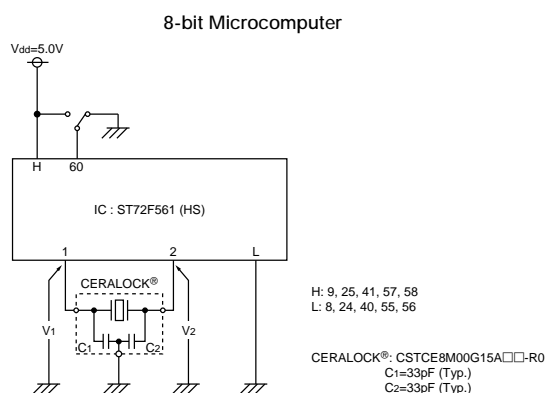 8-bit Microcomputer
Vdd=5.0V
H 60
IC : ST72F561 (HS)
1 2 L
CERALOCK®
V1 C1 C2 V2
H: 9, 25, 41, 57, 58
L: 8, 24, 40, 55, 56
CERALOCK®: CSTCE8M00G15A□□-R0
C1=33pF (Typ.)
C2=33pF (Typ.)